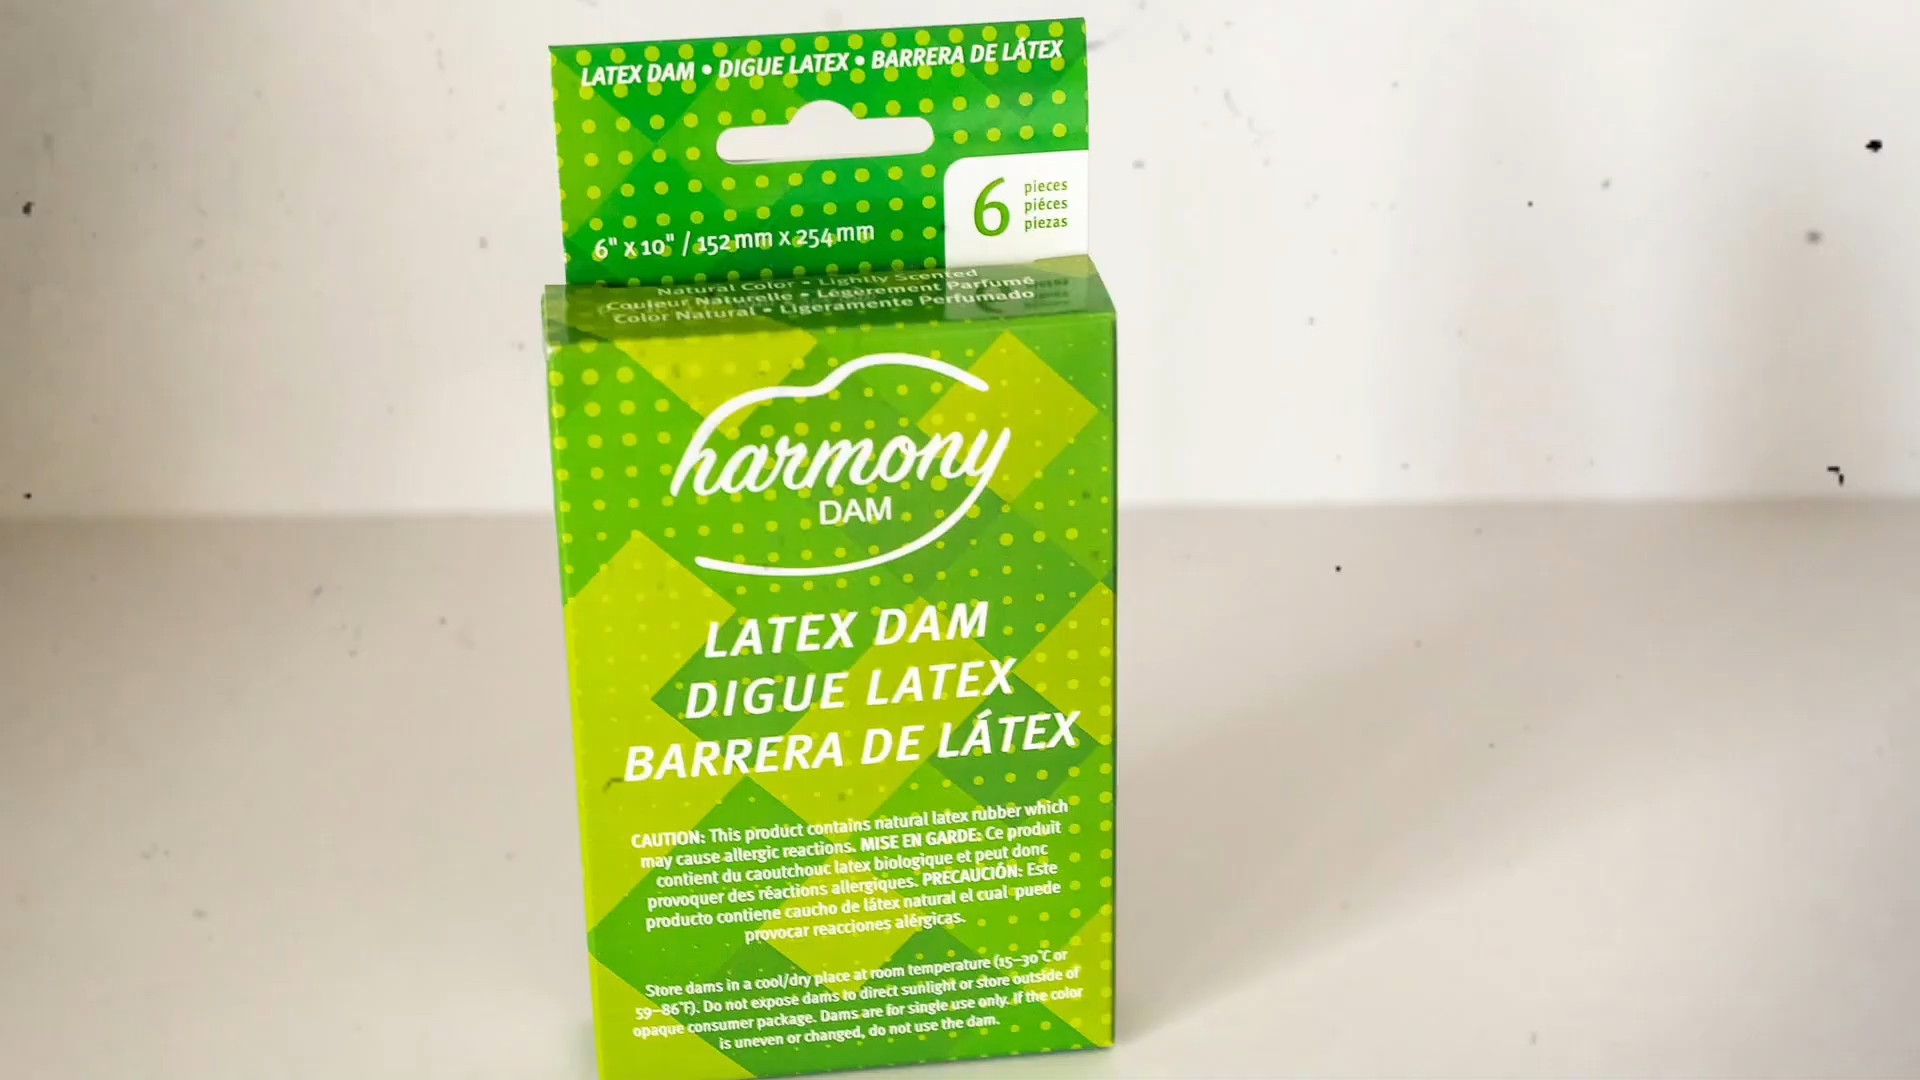 LATEX DAM • DIGUE LATEX • BARRERA DE LÁTEX
6 pieces
piéces
piezas
6" x 10" / 152 mm x 254 mm
Natural Color • Lightly Scented
Couleur Naturelle • Légèrement Parfumé
Color Natural • Ligeramente Perfumado
harmony
DAM
LATEX DAM
DIGUE LATEX
BARRERA DE LÁTEX
CAUTION: This product contains natural latex rubber which
may cause allergic reactions. MISE EN GARDE: Ce produit
contient du caoutchouc latex biologique et peut donc
provoquer des réactions allergiques. PRECAUCIÓN: Este
producto contiene caucho de látex natural el cual puede
provocar reacciones alérgicas.
Store dams in a cool/dry place at room temperature (15–30°C or
59–86°F). Do not expose dams to direct sunlight or store outside of
opaque consumer package. Dams are for single use only. If the color
is uneven or changed, do not use the dam.